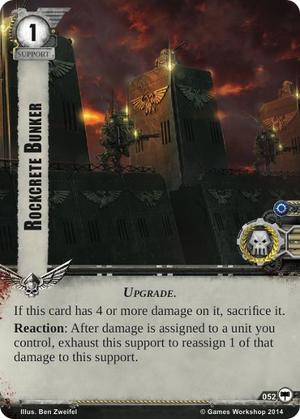 1
SUPPORT
ROCKCRETE BUNKER
UPGRADE.
If this card has 4 or more damage on it, sacrifice it.
Reaction: After damage is assigned to a unit you
control, exhaust this support to reassign 1 of that
damage to this support.
052
Illus. Ben Zweifel
© Games Workshop 2014